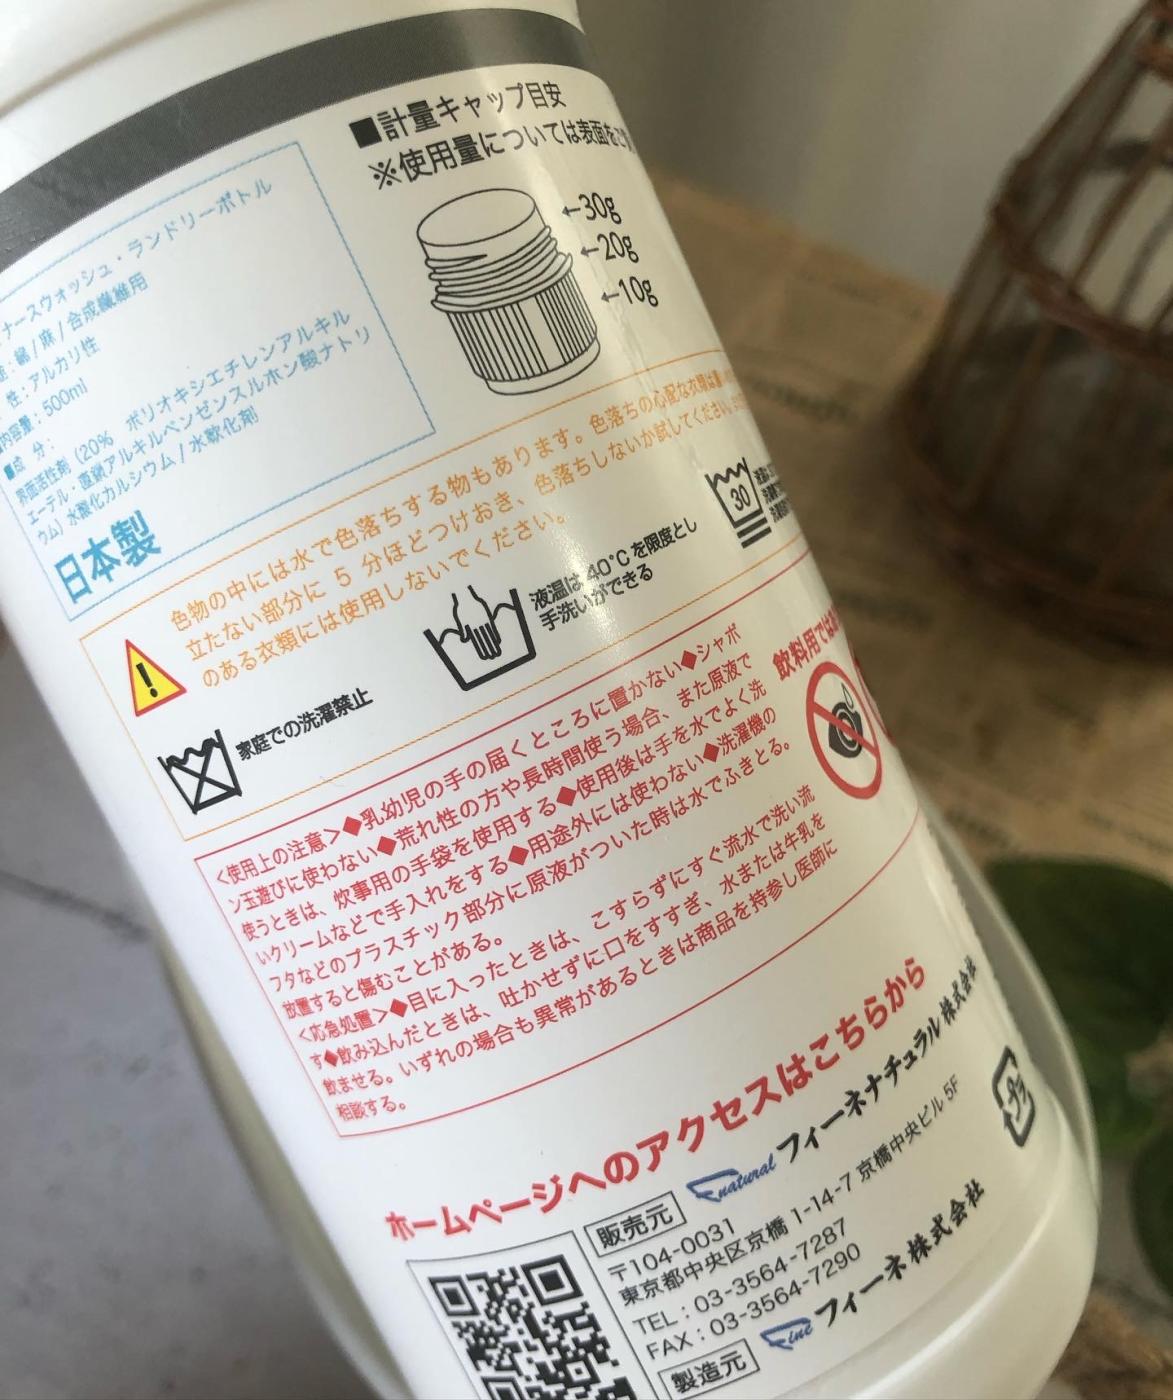 ナースウォッシュ・ランドリーボトル
途：綿/麻/合成繊維用
性：アルカリ性
内容量：500ml
■成 分：
界面活性剤（20% ポリオキシエチレンアルキル
エーテル・直鎖アルキルベンゼンスルホン酸ナトリ
ウム）水酸化カルシウム/水軟化剤
日本製
■計量キャップ目安
※使用量については表面を
←30g
←20g
←10g
色物の中には水で色落ちする物もあります。色落ちの心配な衣類は
立たない部分に 5 分ほどつけおき、色落ちしないか試してください。
のある衣類には使用しないでください。
家庭での洗濯禁止
液温は 40℃ を限度とし
手洗いができる
30
<使用上の注意>◆乳幼児の手の届くところに置かない◆シャボ
ン玉遊びに使わない◆荒れ性の方や長時間使う場合、また原液で
使うときは、炊事用の手袋を使用する◆使用後は手を水でよく洗
いクリームなどで手入れをする◆用途外には使わない◆洗濯機の
フタなどのプラスチック部分に原液がついた時は水でふきとる。
放置すると傷むことがある。
<応急処置>◆目に入ったときは、こすらずにすぐ流水で洗い流
す◆飲み込んだときは、吐かせずに口をすすぎ、水または牛乳を
飲ませる。いずれの場合も異常があるときは商品を持参し医師に
相談する。
飲料用では
ホームページへのアクセスはこちらから
販売元
natural フィーネナチュラル株式会社
〒104-0031
東京都中央区京橋 1-14-7 京橋中央ビル 5F
TEL：03-3564-7287
FAX：03-3564-7290
製造元
Fine フィーネ株式会社
プラ